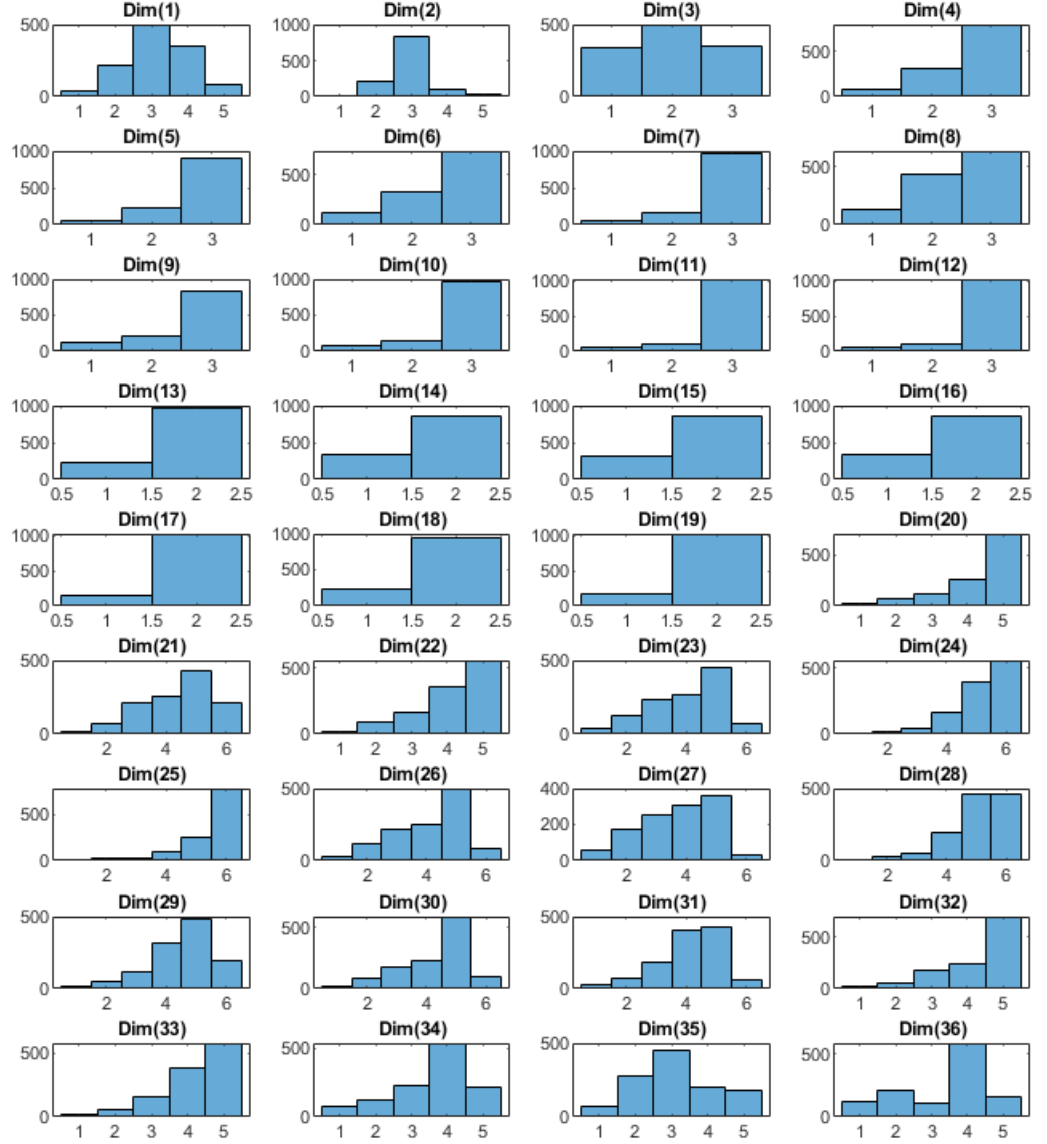 Dim(1) Dim(2) Dim(3) Dim(4)
500 1000 500
500 500
0 0 0 0
1 2 3 4 5 1 2 3 4 5 1 2 3 1 2 3
Dim(5) Dim(6) Dim(7) Dim(8)
1000 1000
500 500 500 500
0 0 0 0
1 2 3 1 2 3 1 2 3 1 2 3
Dim(9) Dim(10) Dim(11) Dim(12)
1000 1000 1000 1000
500 500 500 500
0 0 0 0
1 2 3 1 2 3 1 2 3 1 2 3
Dim(13) Dim(14) Dim(15) Dim(16)
1000 1000 1000 1000
500 500 500 500
0 0 0 0
0.5 1 1.5 2 2.5 0.5 1 1.5 2 2.5 0.5 1 1.5 2 2.5 0.5 1 1.5 2 2.5
Dim(17) Dim(18) Dim(19) Dim(20)
1000 1000 1000
500 500 500 500
0 0 0 0
0.5 1 1.5 2 2.5 0.5 1 1.5 2 2.5 0.5 1 1.5 2 2.5 1 2 3 4 5
Dim(21) Dim(22) Dim(23) Dim(24)
500 500 500 500
0 0 0 0
2 4 6 1 2 3 4 5 2 4 6 2 4 6
Dim(25) Dim(26) Dim(27) Dim(28)
500 500 400 500
200
0 0 0 0
2 4 6 2 4 6 2 4 6 2 4 6
Dim(29) Dim(30) Dim(31) Dim(32)
500 500 500 500
0 0 0 0
2 4 6 2 4 6 2 4 6 1 2 3 4 5
Dim(33) Dim(34) Dim(35) Dim(36)
500 500 500 500
0 0 0 0
1 2 3 4 5 1 2 3 4 5 1 2 3 4 5 1 2 3 4 5